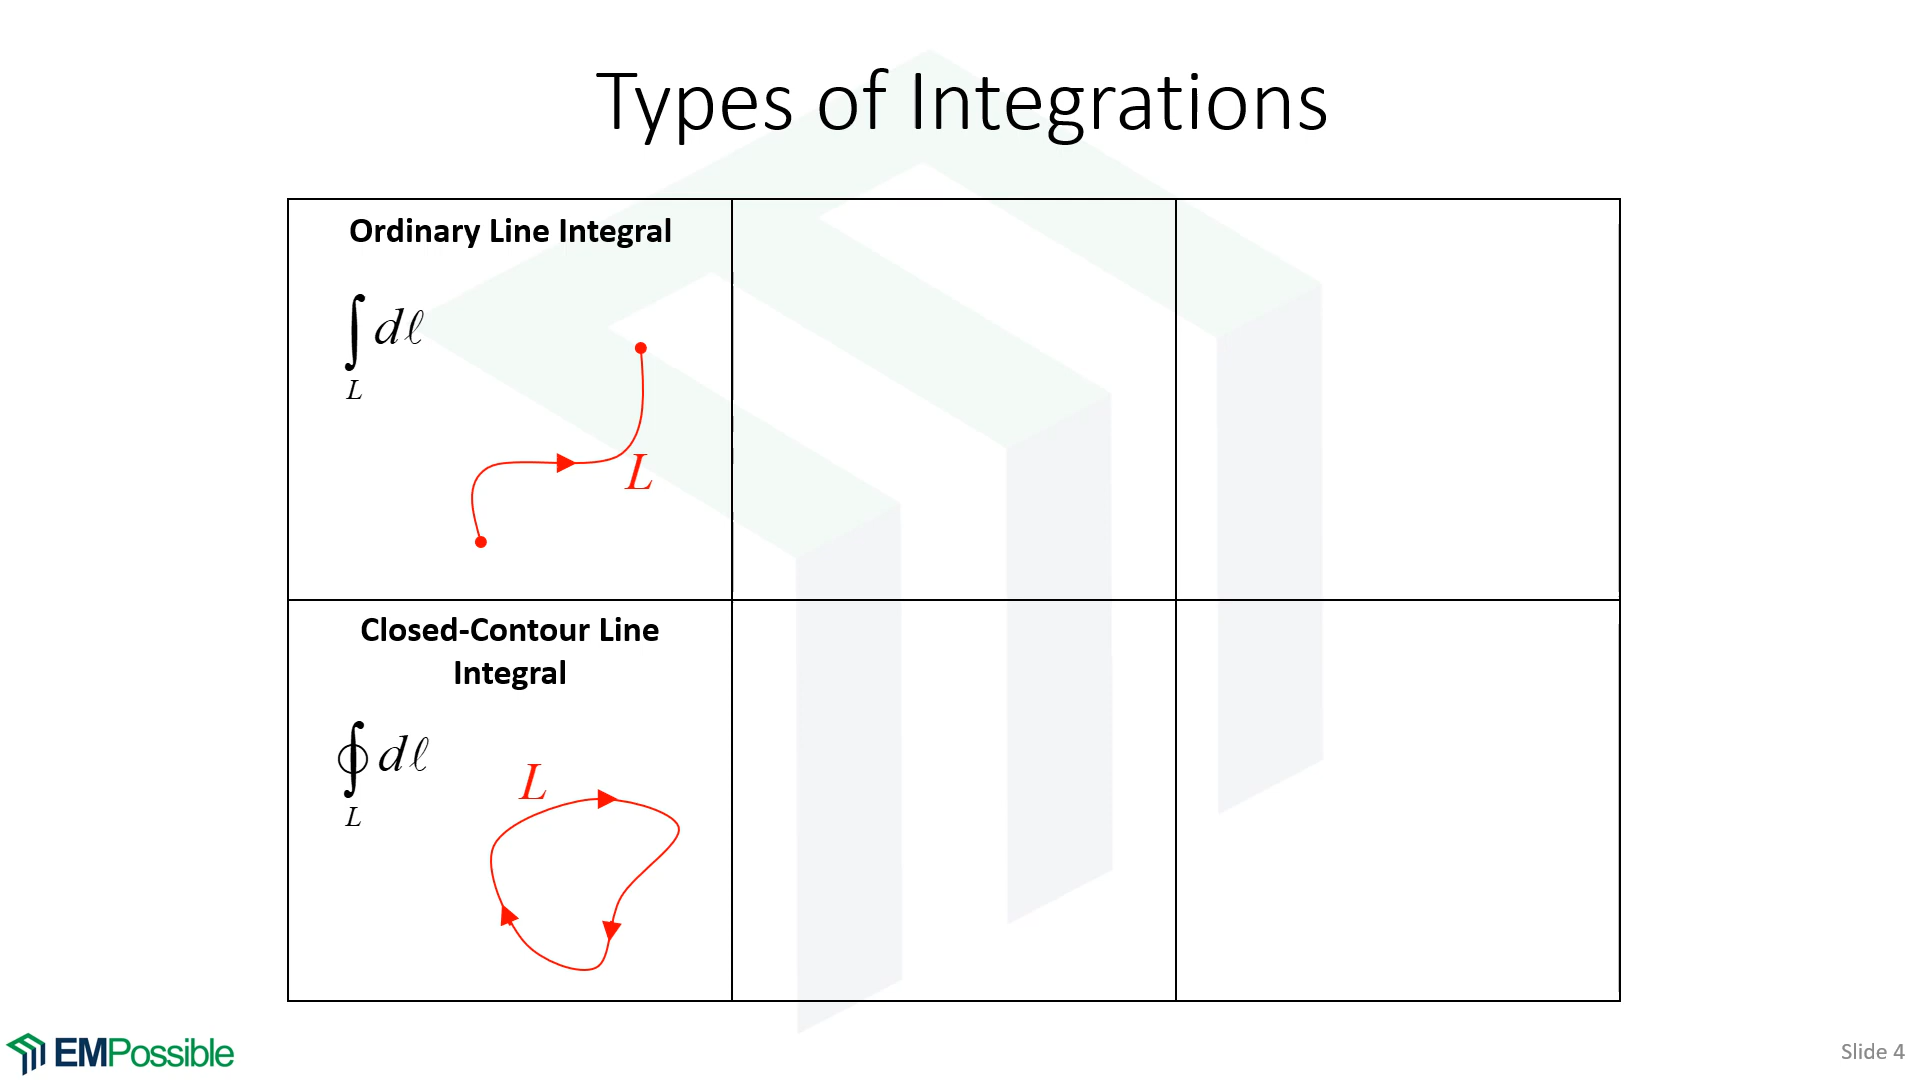 Types of Integrations
Ordinary Line Integral
∫ dℓ
L
L
Closed-Contour Line
Integral
∮ dℓ
L
L
EMPossible
Slide 4